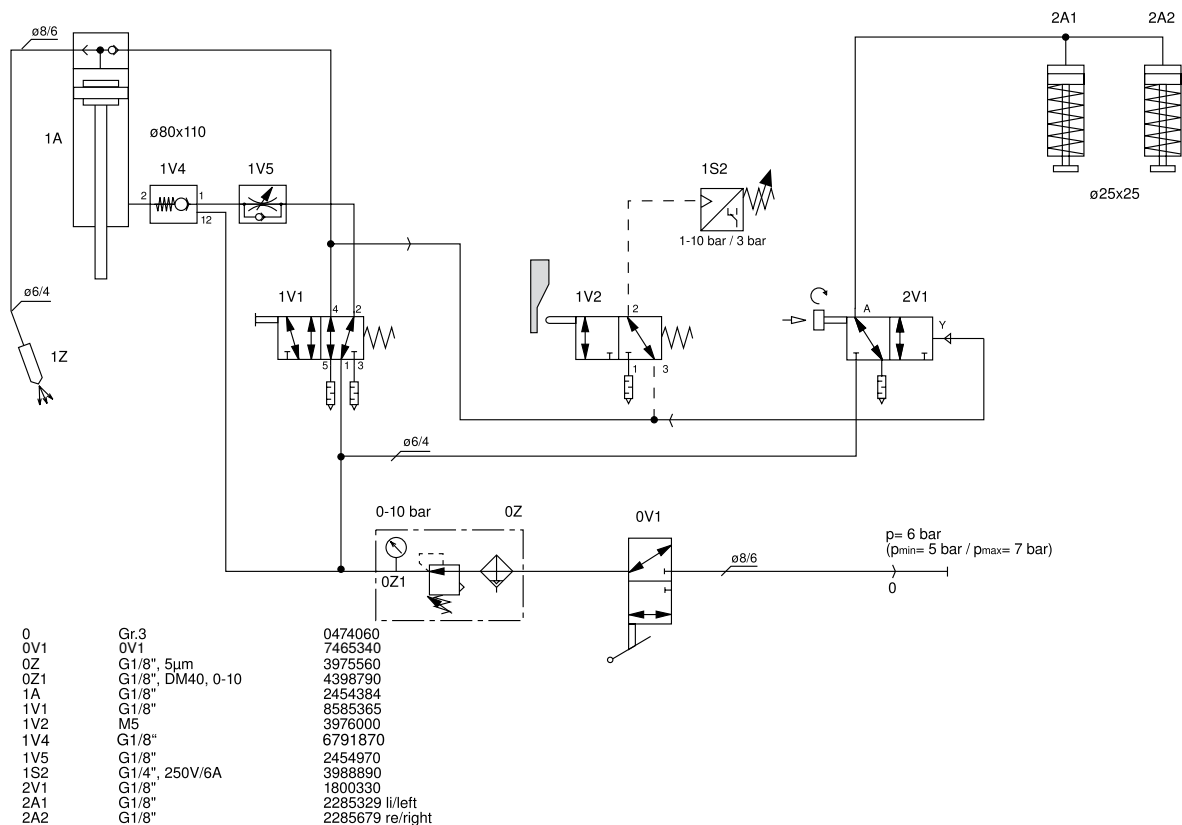 2A1
2A2
ø8/6
1A
ø80x110
1V4
1V5
1S2
2
1
12
ø25x25
1-10 bar / 3 bar
ø6/4
1V1
4
2
1V2
2
A
2V1
Y
1Z
5
1
3
1
3
ø6/4
0-10 bar
0Z
0V1
p= 6 bar
(pmin= 5 bar / pmax= 7 bar)
ø8/6
0Z1
0
0 Gr.3 0474060
0V1 0V1 7465340
0Z G1/8", 5µm 3975560
0Z1 G1/8", DM40, 0-10 4398790
1A G1/8" 2454384
1V1 G1/8" 8585365
1V2 M5 3976000
1V4 G1/8“ 6791870
1V5 G1/8" 2454970
1S2 G1/4", 250V/6A 3988890
2V1 G1/8" 1800330
2A1 G1/8" 2285329 li/left
2A2 G1/8" 2285679 re/right